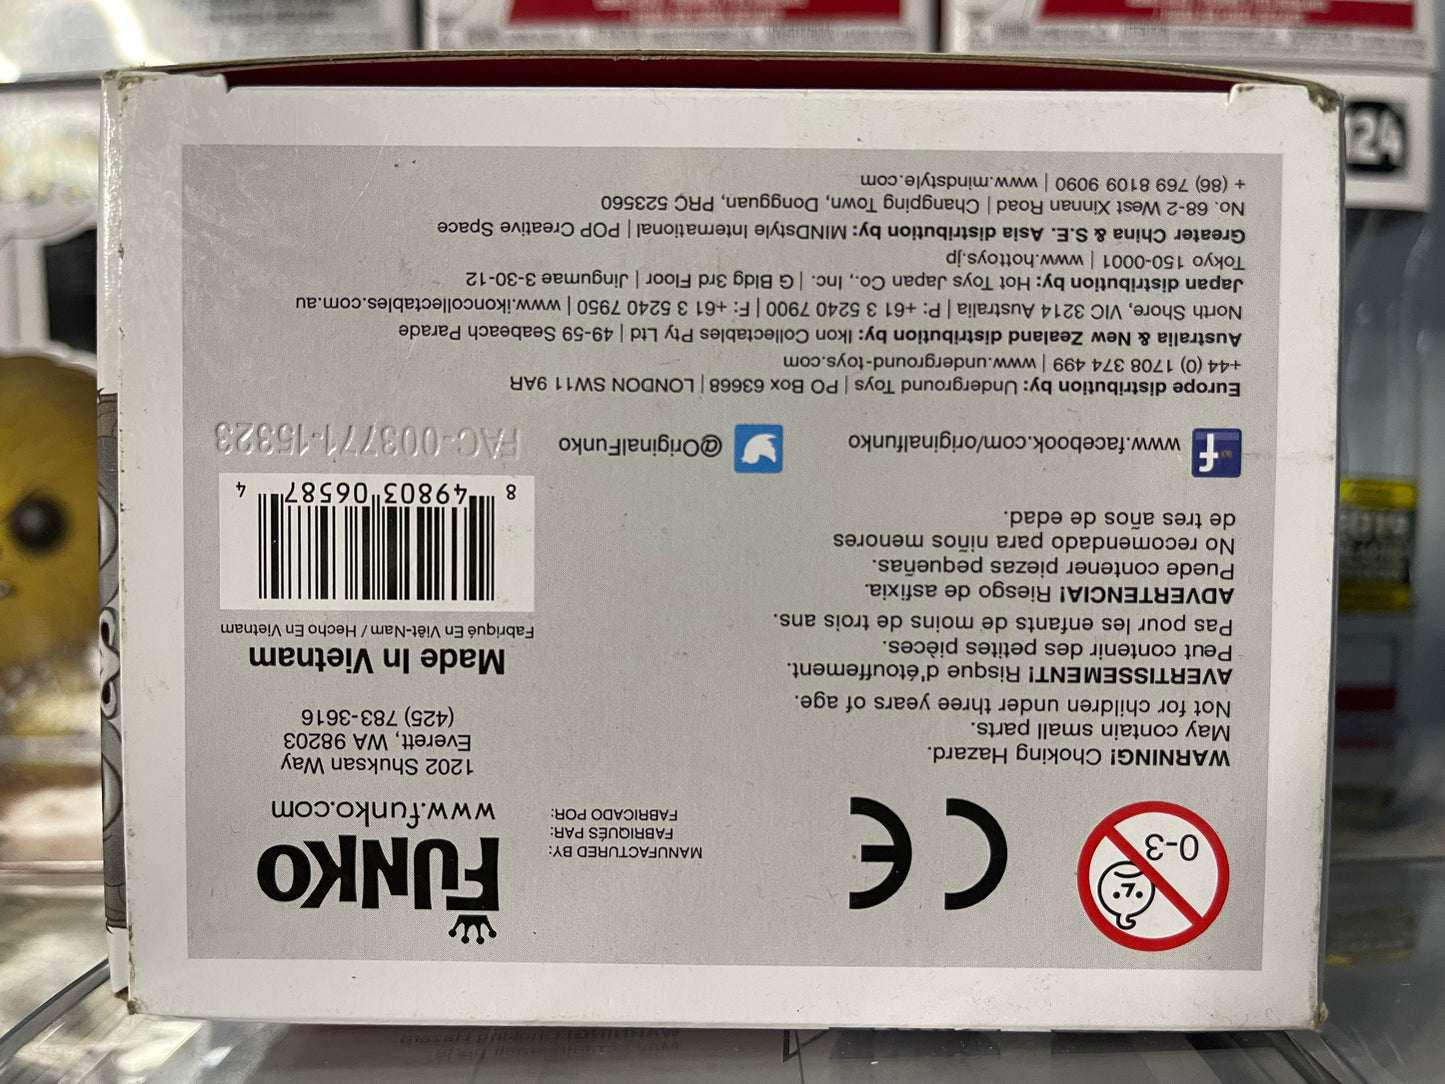 FUNKO
www.funko.com
1202 Shuksan Way
Everett, WA 98203
(425) 783-3616
Made In Vietnam
Fabriqué En Viêt-Nam / Hecho En Vietnam
8 49803 06587 4
FAC-003771-15323
MANUFACTURED BY:
FABRIQUÉS PAR:
FABRICADO POR:
CE
0-3
WARNING! Choking Hazard.
May contain small parts.
Not for children under three years of age.
AVERTISSEMENT! Risque d'étouffement.
Peut contenir des petites pièces.
Pas pour les enfants de moins de trois ans.
ADVERTENCIA! Riesgo de asfixia.
Puede contener piezas pequeñas.
No recomendado para niños menores
de tres años de edad.
f www.facebook.com/originalfunko
@OriginalFunko
Europe distribution by: Underground Toys | PO Box 63668 | LONDON SW11 9AR
+44 (0) 1708 374 499 | www.underground-toys.com
Australia & New Zealand distribution by: Ikon Collectables Pty Ltd | 49-59 Seabeach Parade
North Shore, VIC 3214 Australia | P: +61 3 5240 7900 | F: +61 3 5240 7950 | www.ikoncollectables.com.au
Japan distribution by: Hot Toys Japan Co., Inc. | G Bldg 3rd Floor | Jingumae 3-30-12
Tokyo 150-0001 | www.hottoys.jp
Greater China & S.E. Asia distribution by: MINDstyle International | POP Creative Space
No. 68-2 West Xinnan Road | Changping Town, Dongguan, PRC 523560
+ (86) 769 8109 9090 | www.mindstyle.com
124